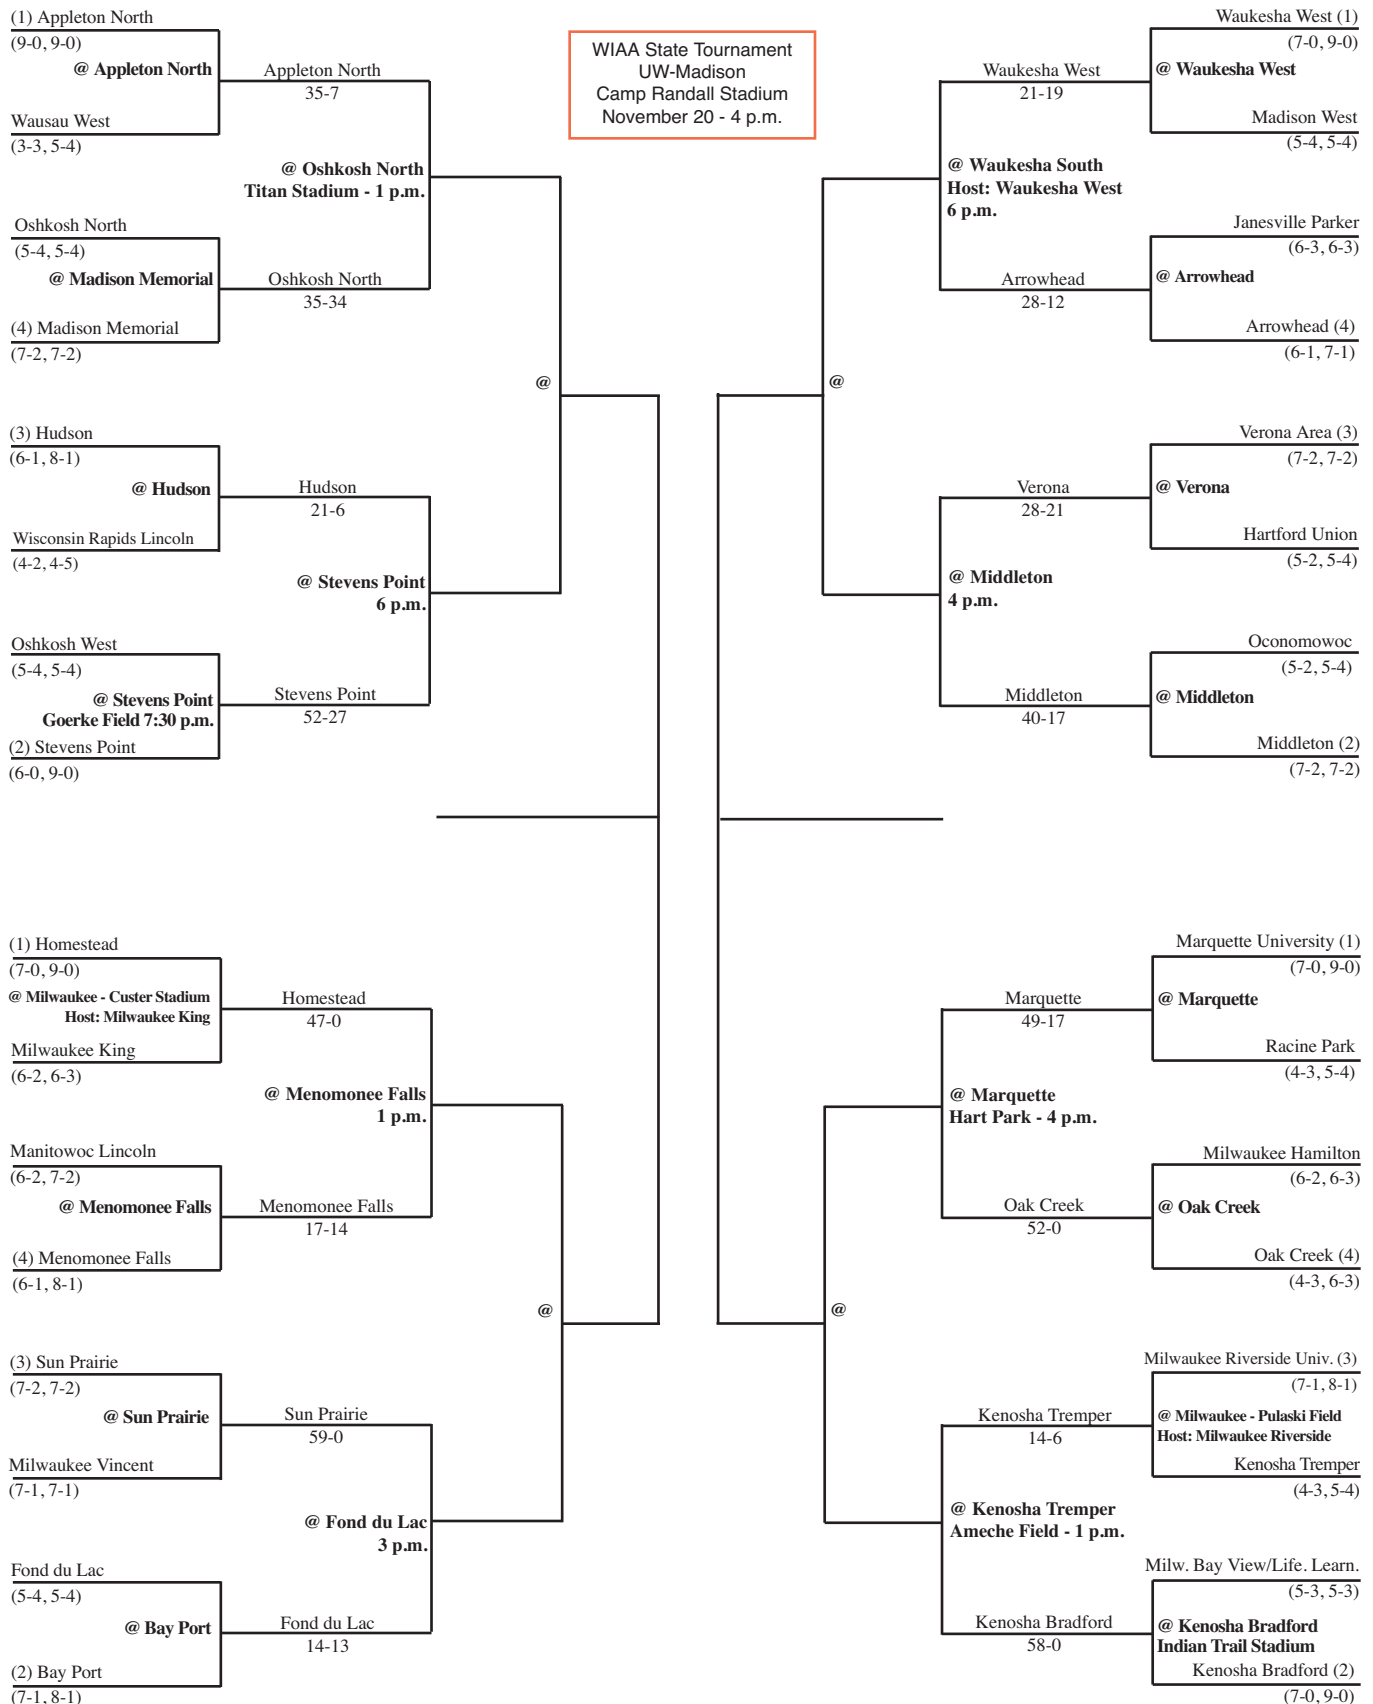 (1) Appleton North
(9-0, 9-0)
@ Appleton North
Wausau West
(3-3, 5-4)
Appleton North
35-7
@ Oshkosh North
Titan Stadium - 1 p.m.
Oshkosh North
(5-4, 5-4)
@ Madison Memorial
(4) Madison Memorial
(7-2, 7-2)
Oshkosh North
35-34
@
(3) Hudson
(6-1, 8-1)
@ Hudson
Wisconsin Rapids Lincoln
(4-2, 4-5)
Hudson
21-6
@ Stevens Point
6 p.m.
Oshkosh West
(5-4, 5-4)
@ Stevens Point
Goerke Field 7:30 p.m.
(2) Stevens Point
(6-0, 9-0)
Stevens Point
52-27
(1) Homestead
(7-0, 9-0)
@ Milwaukee - Custer Stadium
Host: Milwaukee King
Milwaukee King
(6-2, 6-3)
Homestead
47-0
@ Menomonee Falls
1 p.m.
Manitowoc Lincoln
(6-2, 7-2)
@ Menomonee Falls
(4) Menomonee Falls
(6-1, 8-1)
Menomonee Falls
17-14
@
(3) Sun Prairie
(7-2, 7-2)
@ Sun Prairie
Milwaukee Vincent
(7-1, 7-1)
Sun Prairie
59-0
@ Fond du Lac
3 p.m.
Fond du Lac
(5-4, 5-4)
@ Bay Port
(2) Bay Port
(7-1, 8-1)
Fond du Lac
14-13
WIAA State Tournament
UW-Madison
Camp Randall Stadium
November 20 - 4 p.m.
Waukesha West (1)
(7-0, 9-0)
@ Waukesha West
Madison West
(5-4, 5-4)
Waukesha West
21-19
@ Waukesha South
Host: Waukesha West
6 p.m.
Janesville Parker
(6-3, 6-3)
@ Arrowhead
Arrowhead (4)
(6-1, 7-1)
Arrowhead
28-12
@
Verona Area (3)
(7-2, 7-2)
@ Verona
Hartford Union
(5-2, 5-4)
Verona
28-21
@ Middleton
4 p.m.
Oconomowoc
(5-2, 5-4)
@ Middleton
Middleton (2)
(7-2, 7-2)
Middleton
40-17
Marquette University (1)
(7-0, 9-0)
@ Marquette
Racine Park
(4-3, 5-4)
Marquette
49-17
@ Marquette
Hart Park - 4 p.m.
Milwaukee Hamilton
(6-2, 6-3)
@ Oak Creek
Oak Creek (4)
(4-3, 6-3)
Oak Creek
52-0
@
Milwaukee Riverside Univ. (3)
(7-1, 8-1)
@ Milwaukee - Pulaski Field
Host: Milwaukee Riverside
Kenosha Tremper
(4-3, 5-4)
Kenosha Tremper
14-6
@ Kenosha Tremper
Ameche Field - 1 p.m.
Milw. Bay View/Life. Learn.
(5-3, 5-3)
@ Kenosha Bradford
Indian Trail Stadium
Kenosha Bradford (2)
(7-0, 9-0)
Kenosha Bradford
58-0